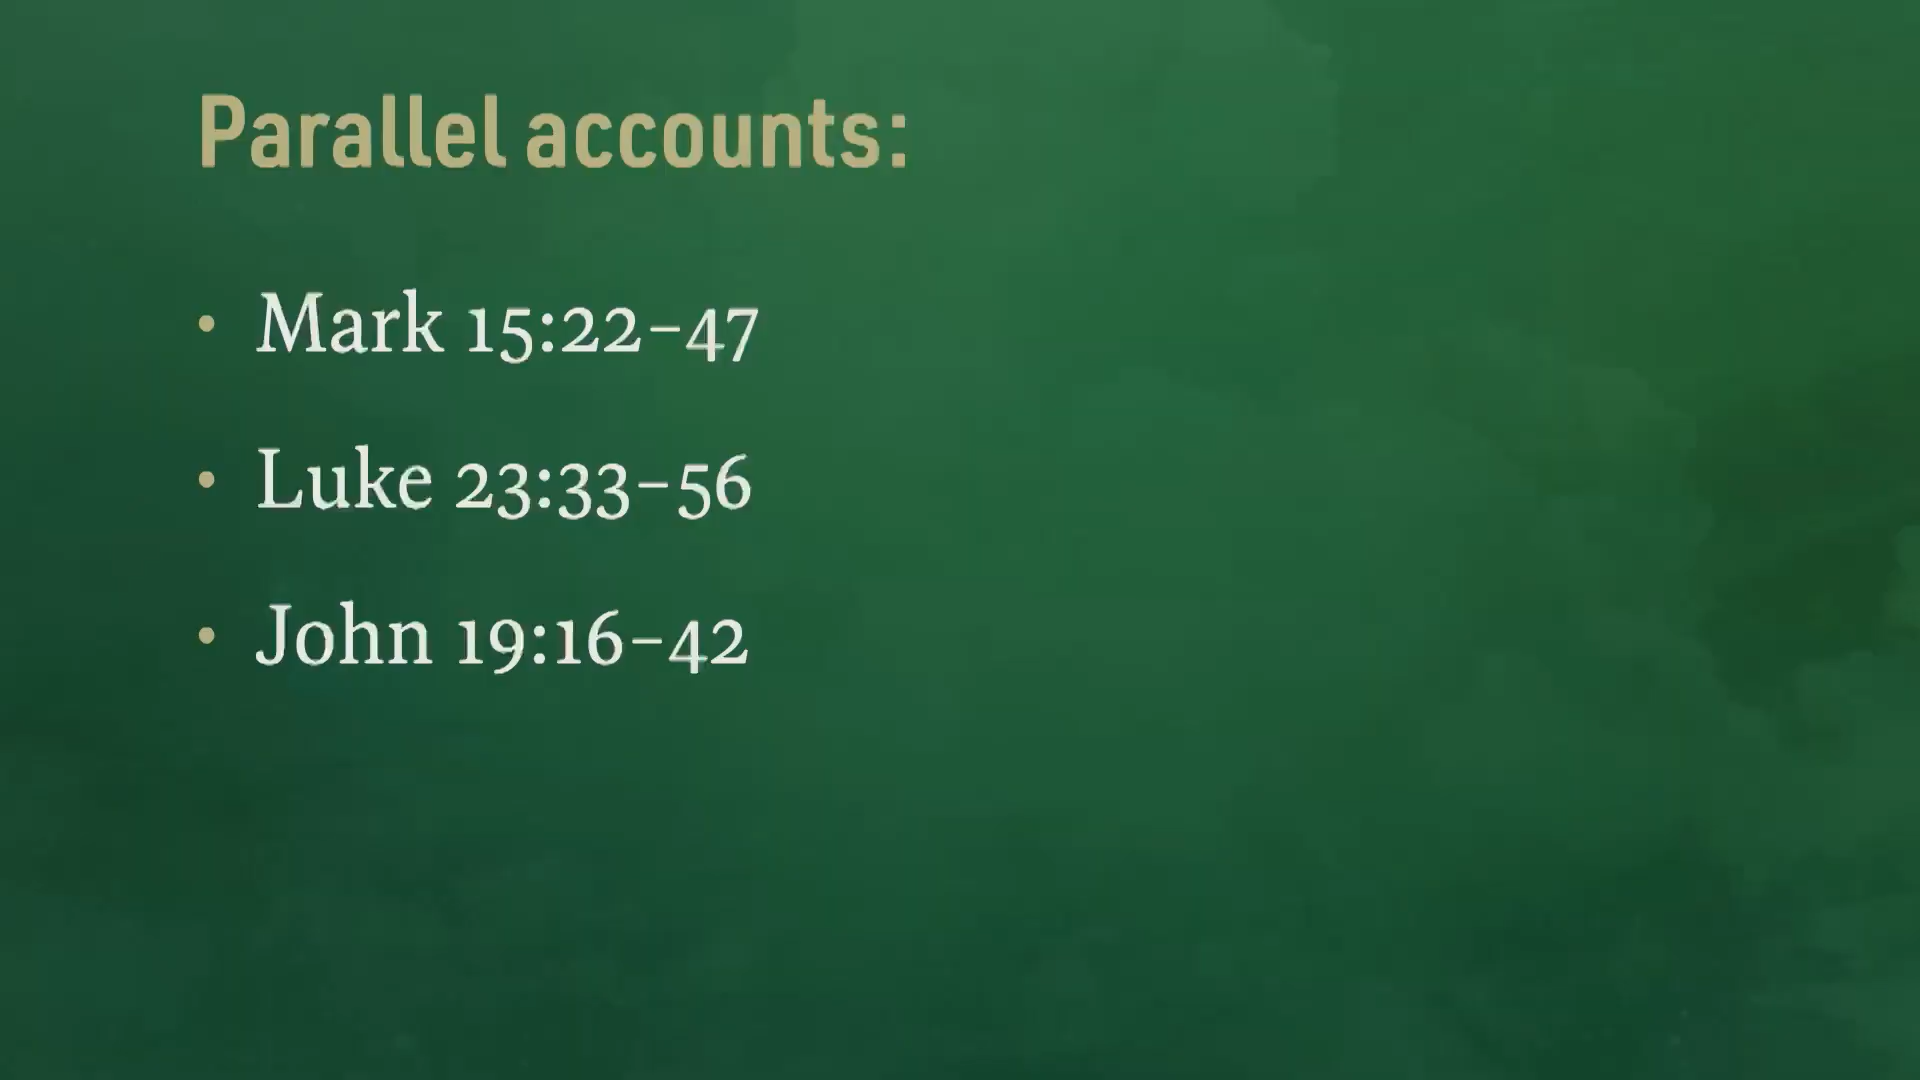 Parallel accounts:
• Mark 15:22–47
• Luke 23:33–56
• John 19:16–42